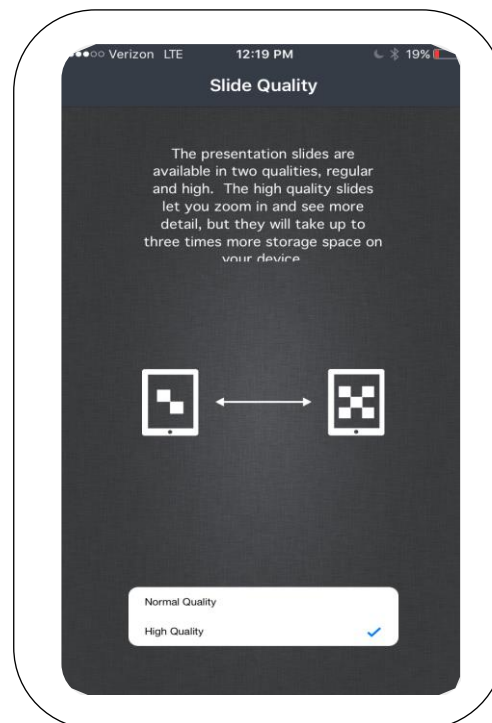 Verizon LTE 12:19 PM 19%
Slide Quality
The presentation slides are
available in two qualities, regular
and high. The high quality slides
let you zoom in and see more
detail, but they will take up to
three times more storage space on
your device
Normal Quality
High Quality